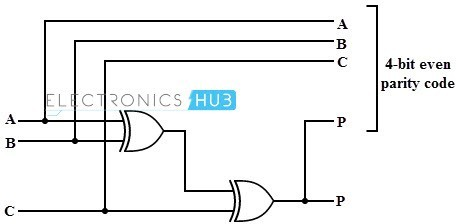 A
B
C
4-bit even
parity code
ELECTRONICS HUB
A
B
P
C
P